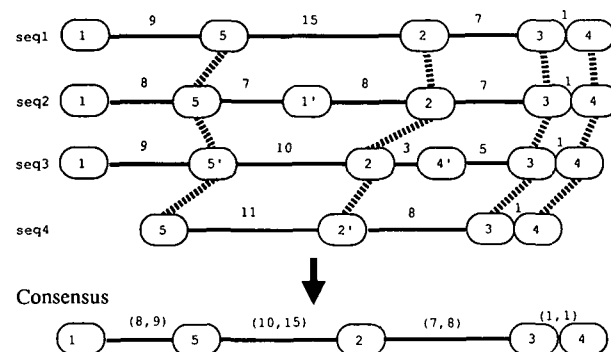 9 15 7 1
seq1 1 5 2 3 4
8 7 8 7 1
seq2 1 5 1' 2 3 4
9 10 3 5 1
seq3 1 5' 2 4' 3 4
11 8 1
seq4 5 2' 3 4
Consensus
(8,9) (10,15) (7,8) (1,1)
1 5 2 3 4